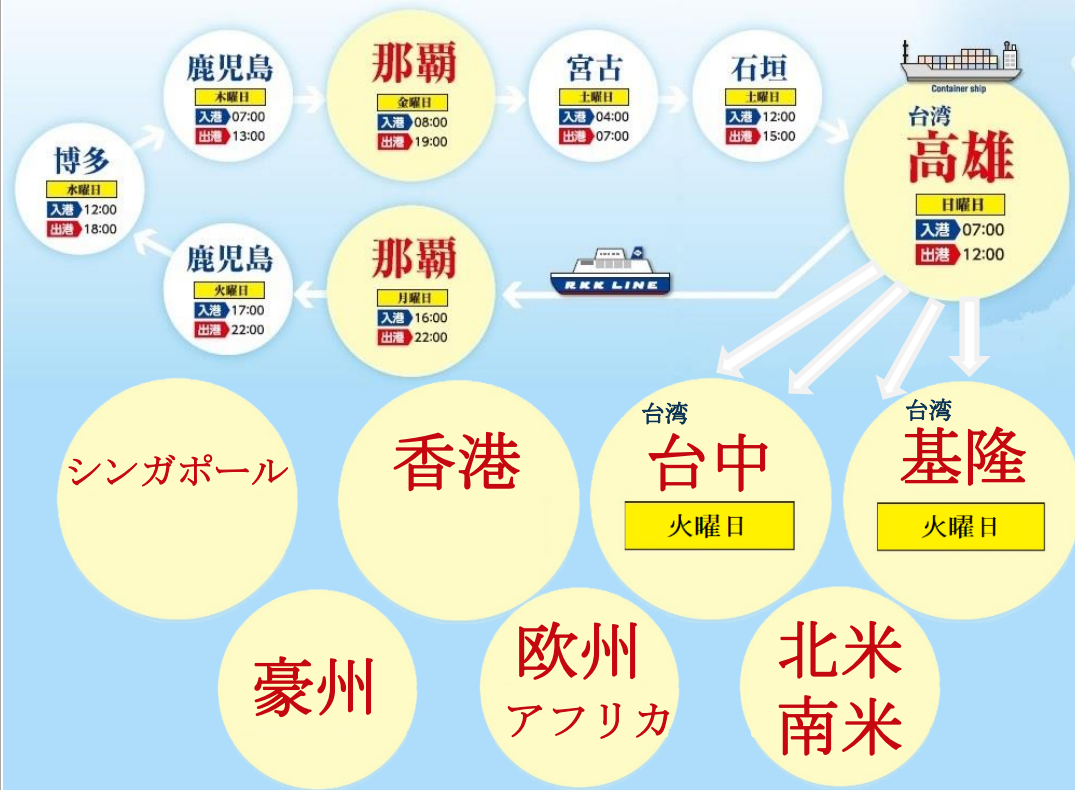 鹿児島
木曜日
入港 07:00
出港 13:00
那覇
金曜日
入港 08:00
出港 19:00
宮古
土曜日
入港 04:00
出港 07:00
石垣
土曜日
入港 12:00
出港 15:00
Container ship
台湾
高雄
日曜日
入港 07:00
出港 12:00
博多
水曜日
入港 12:00
出港 18:00
鹿児島
火曜日
入港 17:00
出港 22:00
那覇
月曜日
入港 16:00
出港 22:00
RKK LINE
シンガポール
香港
台湾
台中
火曜日
台湾
基隆
火曜日
豪州
欧州
アフリカ
北米
南米